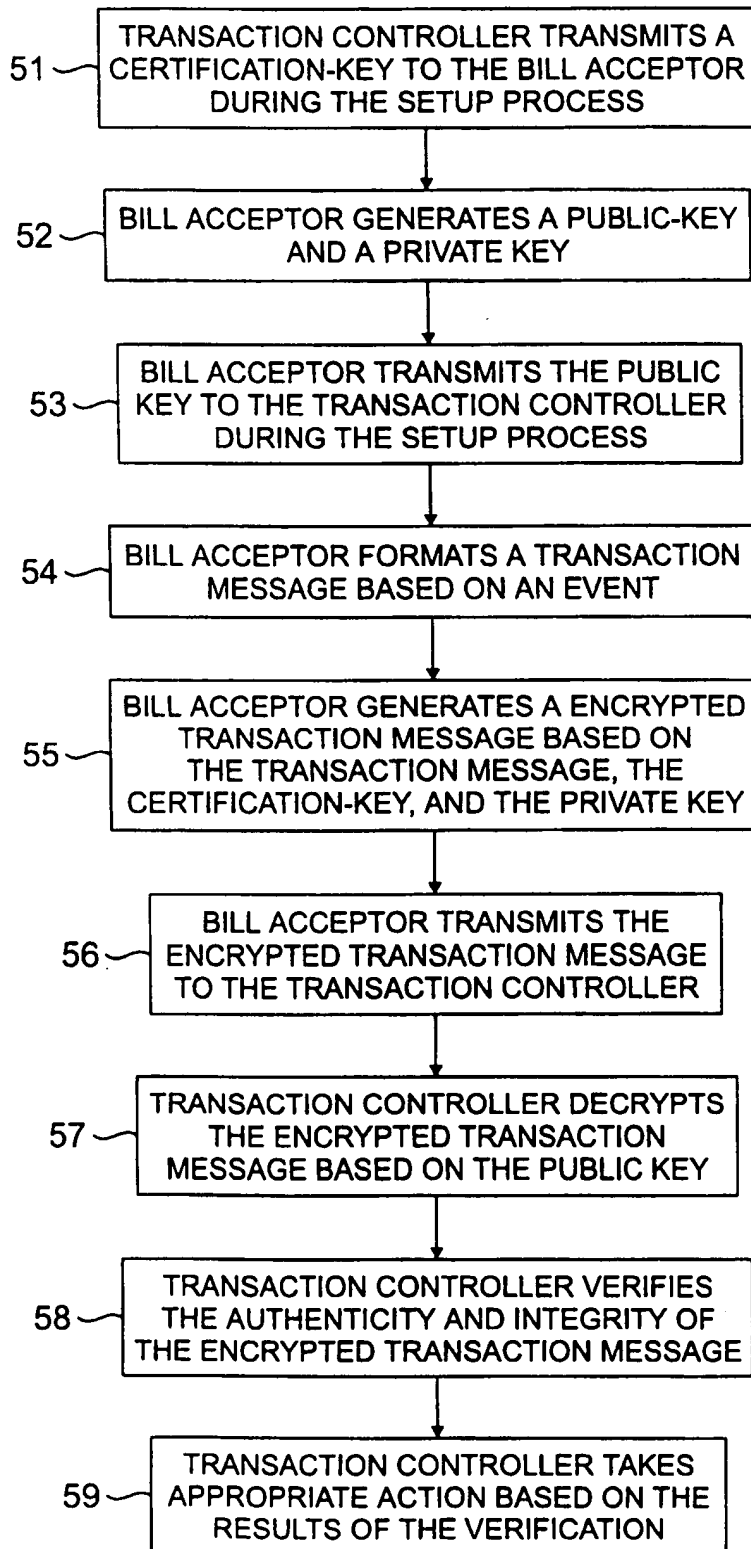 51
TRANSACTION CONTROLLER TRANSMITS A
CERTIFICATION-KEY TO THE BILL ACCEPTOR
DURING THE SETUP PROCESS
52
BILL ACCEPTOR GENERATES A PUBLIC-KEY
AND A PRIVATE KEY
53
BILL ACCEPTOR TRANSMITS THE PUBLIC
KEY TO THE TRANSACTION CONTROLLER
DURING THE SETUP PROCESS
54
BILL ACCEPTOR FORMATS A TRANSACTION
MESSAGE BASED ON AN EVENT
55
BILL ACCEPTOR GENERATES A ENCRYPTED
TRANSACTION MESSAGE BASED ON
THE TRANSACTION MESSAGE, THE
CERTIFICATION-KEY, AND THE PRIVATE KEY
56
BILL ACCEPTOR TRANSMITS THE
ENCRYPTED TRANSACTION MESSAGE
TO THE TRANSACTION CONTROLLER
57
TRANSACTION CONTROLLER DECRYPTS
THE ENCRYPTED TRANSACTION
MESSAGE BASED ON THE PUBLIC KEY
58
TRANSACTION CONTROLLER VERIFIES
THE AUTHENTICITY AND INTEGRITY OF
THE ENCRYPTED TRANSACTION MESSAGE
59
TRANSACTION CONTROLLER TAKES
APPROPRIATE ACTION BASED ON THE
RESULTS OF THE VERIFICATION